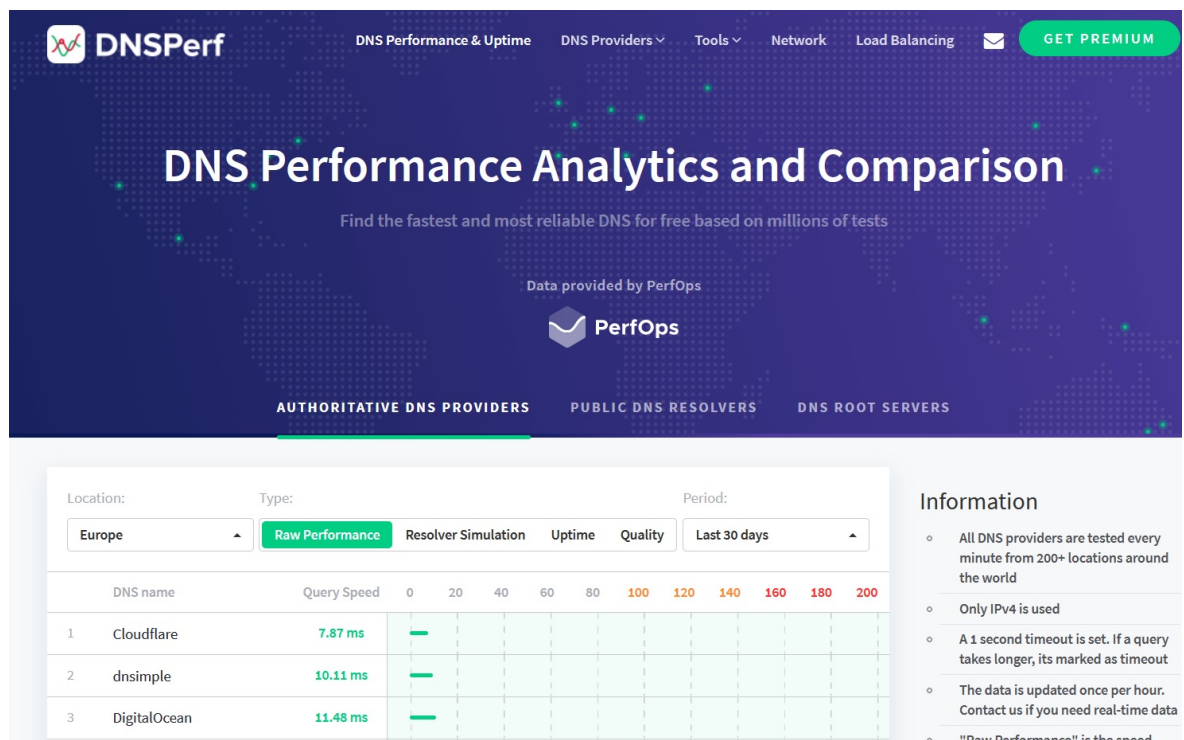 DNSPerf
DNS Performance & Uptime DNS Providers Tools Network Load Balancing GET PREMIUM
DNS Performance Analytics and Comparison
Find the fastest and most reliable DNS for free based on millions of tests
Data provided by PerfOps
PerfOps
AUTHORITATIVE DNS PROVIDERS PUBLIC DNS RESOLVERS DNS ROOT SERVERS
Location: Type: Period:
Europe Raw Performance Resolver Simulation Uptime Quality Last 30 days
DNS name Query Speed 0 20 40 60 80 100 120 140 160 180 200
1 Cloudflare 7.87 ms
2 dnsimple 10.11 ms
3 DigitalOcean 11.48 ms
Information
All DNS providers are tested every
minute from 200+ locations around
the world
Only IPv4 is used
A 1 second timeout is set. If a query
takes longer, its marked as timeout
The data is updated once per hour.
Contact us if you need real-time data
"Raw Performance" is the speed